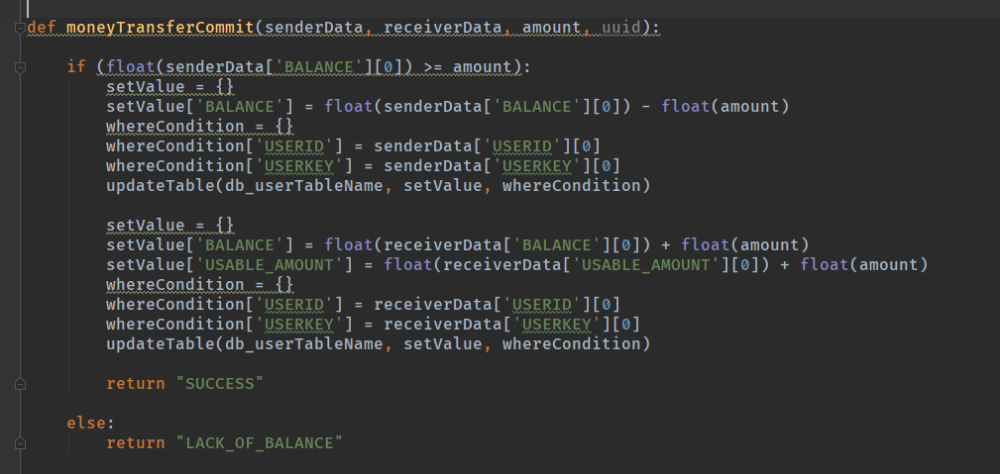 def moneyTransferCommit(senderData, receiverData, amount, uuid):
if (float(senderData['BALANCE'][0]) >= amount):
setValue = {}
setValue['BALANCE'] = float(senderData['BALANCE'][0]) - float(amount)
whereCondition = {}
whereCondition['USERID'] = senderData['USERID'][0]
whereCondition['USERKEY'] = senderData['USERKEY'][0]
updateTable(db_userTableName, setValue, whereCondition)
setValue = {}
setValue['BALANCE'] = float(receiverData['BALANCE'][0]) + float(amount)
setValue['USABLE_AMOUNT'] = float(receiverData['USABLE_AMOUNT'][0]) + float(amount)
whereCondition = {}
whereCondition['USERID'] = receiverData['USERID'][0]
whereCondition['USERKEY'] = receiverData['USERKEY'][0]
updateTable(db_userTableName, setValue, whereCondition)
return "SUCCESS"
else:
return "LACK_OF_BALANCE"